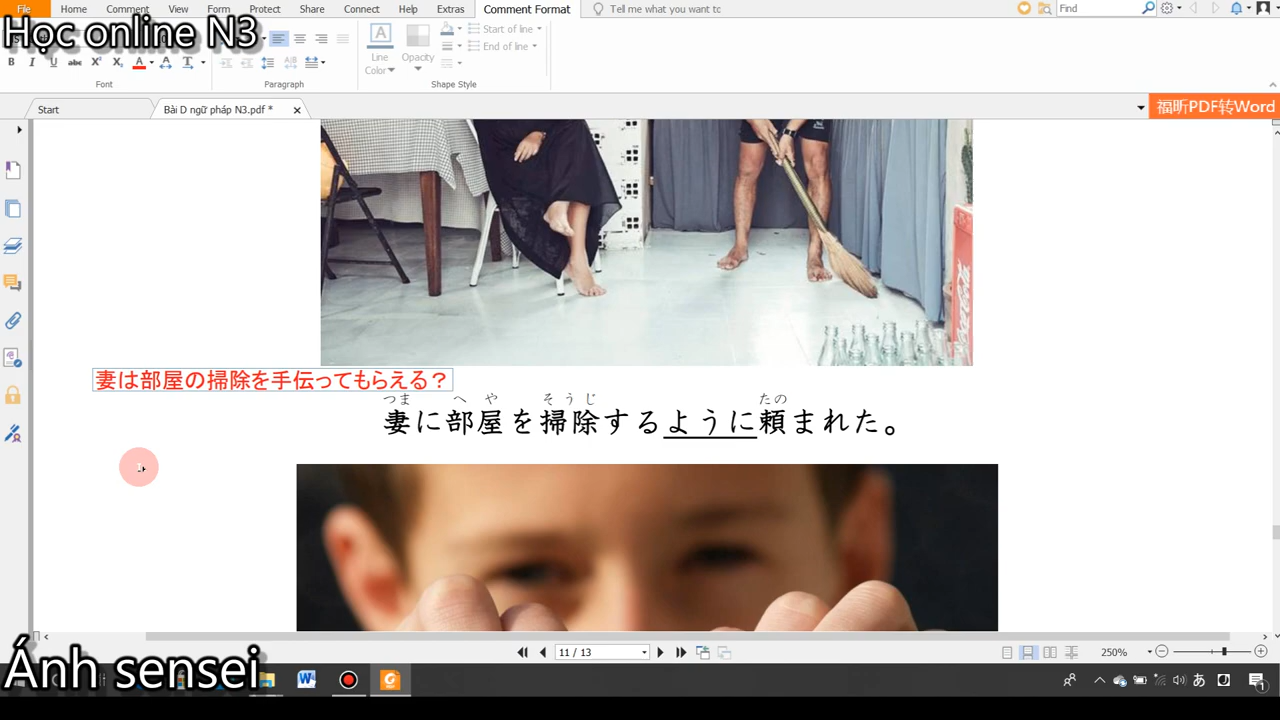 File Home Comment View Form Protect Share Connect Help Extras Comment Format Tell me what you want tc Find
Học online N3
Start of line
End of line
Line Color
Opacity
Font Paragraph Shape Style
Start Bài D ngữ pháp N3.pdf * 福昕PDF转Word
Coca-Cola
妻は部屋の掃除を手伝ってもらえる？
つま へ や そう じ たの
妻に部屋を掃除するように頼まれた。
11 / 13
250%
Ánh sensei